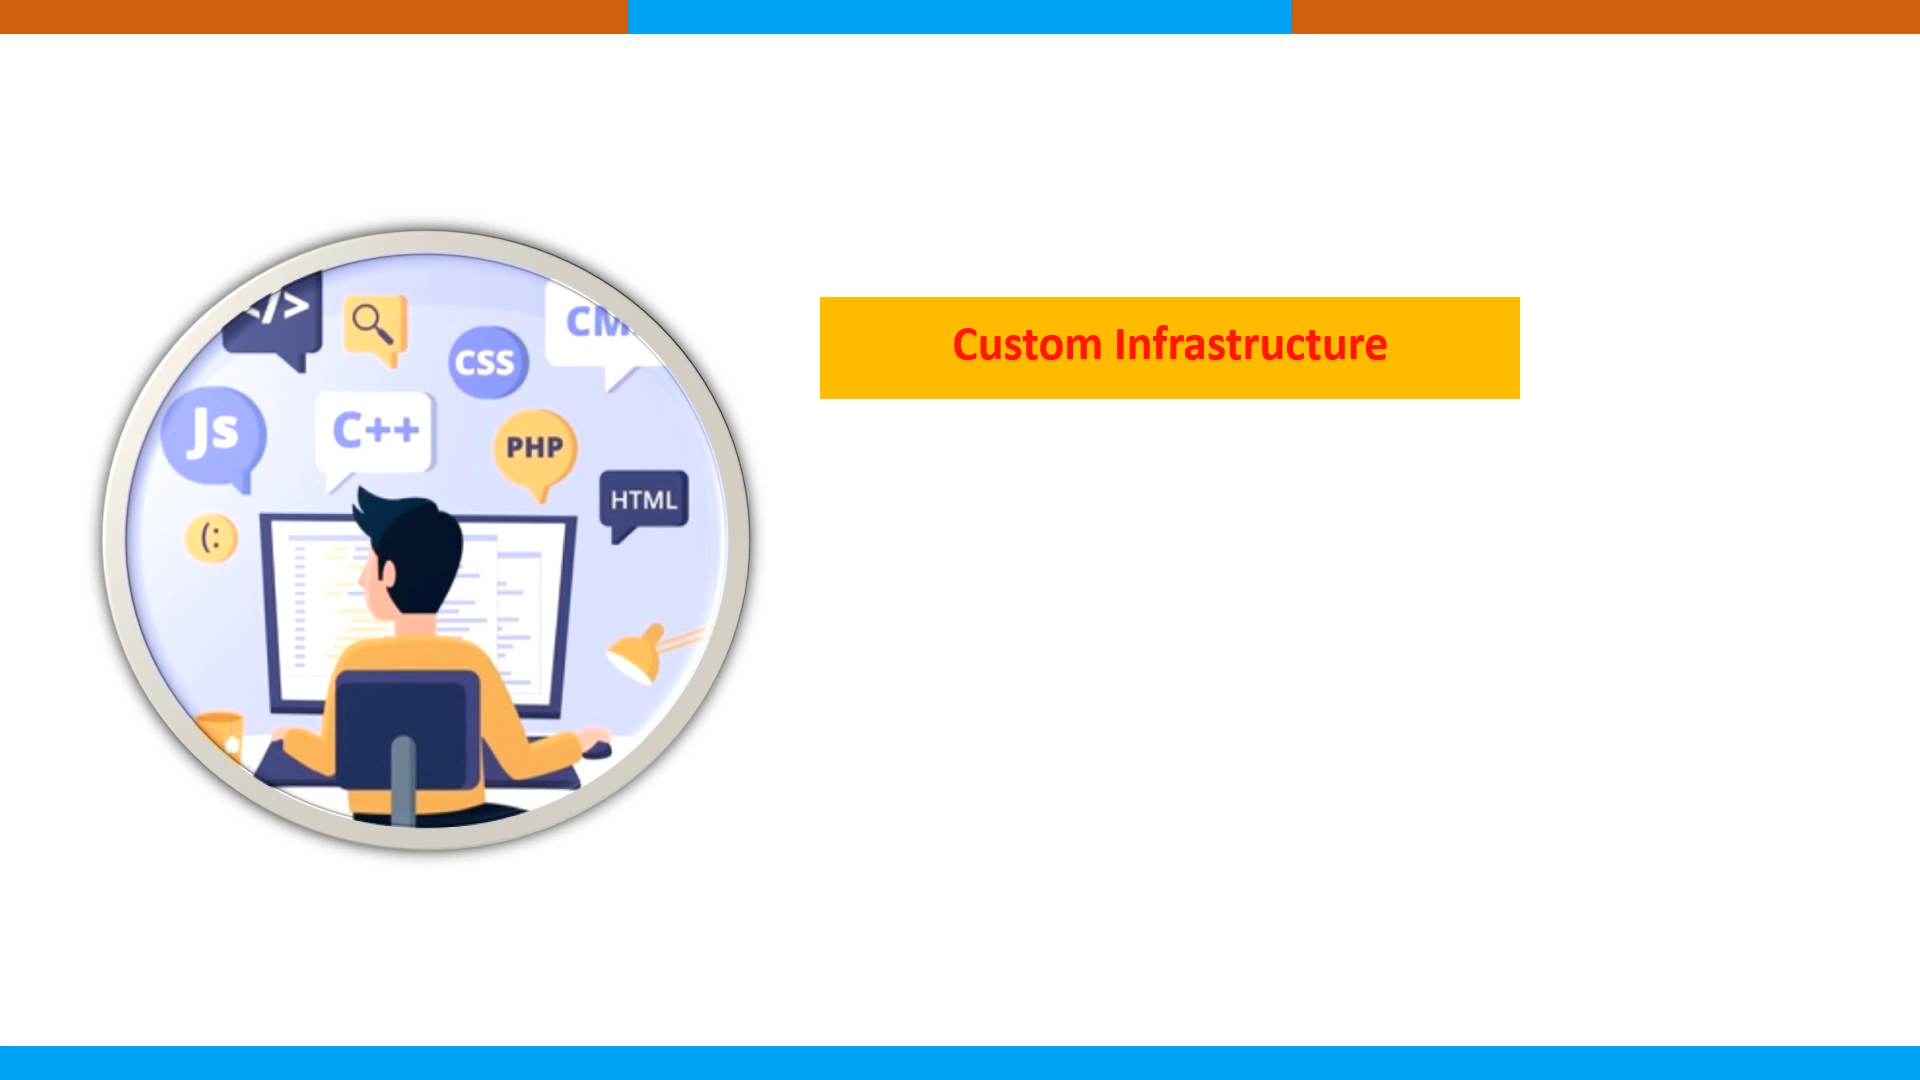 </>
CM
CSS
Js
C++
PHP
HTML
(:
Custom Infrastructure